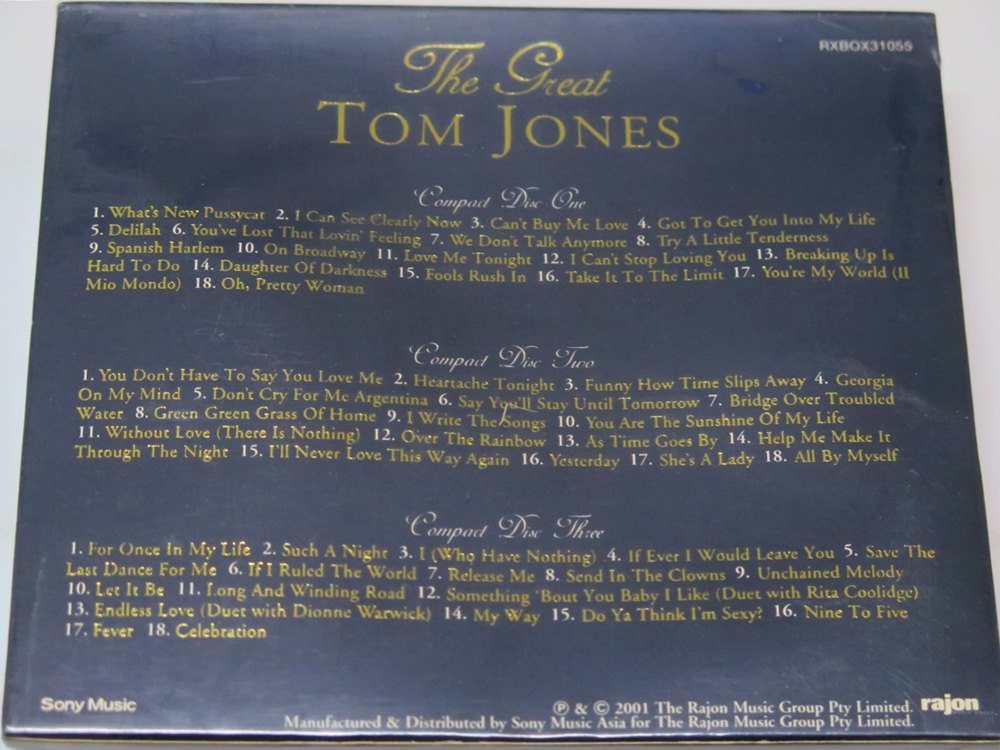 RXBOX31055
The Great
TOM JONES
Compact Disc One
1. What's New Pussycat 2. I Can See Clearly Now 3. Can't Buy Me Love 4. Got To Get You Into My Life
5. Delilah 6. You've Lost That Lovin' Feeling 7. We Don't Talk Anymore 8. Try A Little Tenderness
9. Spanish Harlem 10. On Broadway 11. Love Me Tonight 12. I Can't Stop Loving You 13. Breaking Up Is
Hard To Do 14. Daughter Of Darkness 15. Fools Rush In 16. Take It To The Limit 17. You're My World (Il
Mio Mondo) 18. Oh, Pretty Woman
Compact Disc Two
1. You Don't Have To Say You Love Me 2. Heartache Tonight 3. Funny How Time Slips Away 4. Georgia
On My Mind 5. Don't Cry For Me Argentina 6. Say You'll Stay Until Tomorrow 7. Bridge Over Troubled
Water 8. Green Green Grass Of Home 9. I Write The Songs 10. You Are The Sunshine Of My Life
11. Without Love (There Is Nothing) 12. Over The Rainbow 13. As Time Goes By 14. Help Me Make It
Through The Night 15. I'll Never Love This Way Again 16. Yesterday 17. She's A Lady 18. All By Myself
Compact Disc Three
1. For Once In My Life 2. Such A Night 3. I (Who Have Nothing) 4. If Ever I Would Leave You 5. Save The
Last Dance For Me 6. If I Ruled The World 7. Release Me 8. Send In The Clowns 9. Unchained Melody
10. Let It Be 11. Long And Winding Road 12. Something 'Bout You Baby I Like (Duet with Rita Coolidge)
13. Endless Love (Duet with Dionne Warwick) 14. My Way 15. Do Ya Think I'm Sexy? 16. Nine To Five
17. Fever 18. Celebration
Sony Music
℗ & © 2001 The Rajon Music Group Pty Limited. rajon
Manufactured & Distributed by Sony Music Asia for The Rajon Music Group Pty Limited.